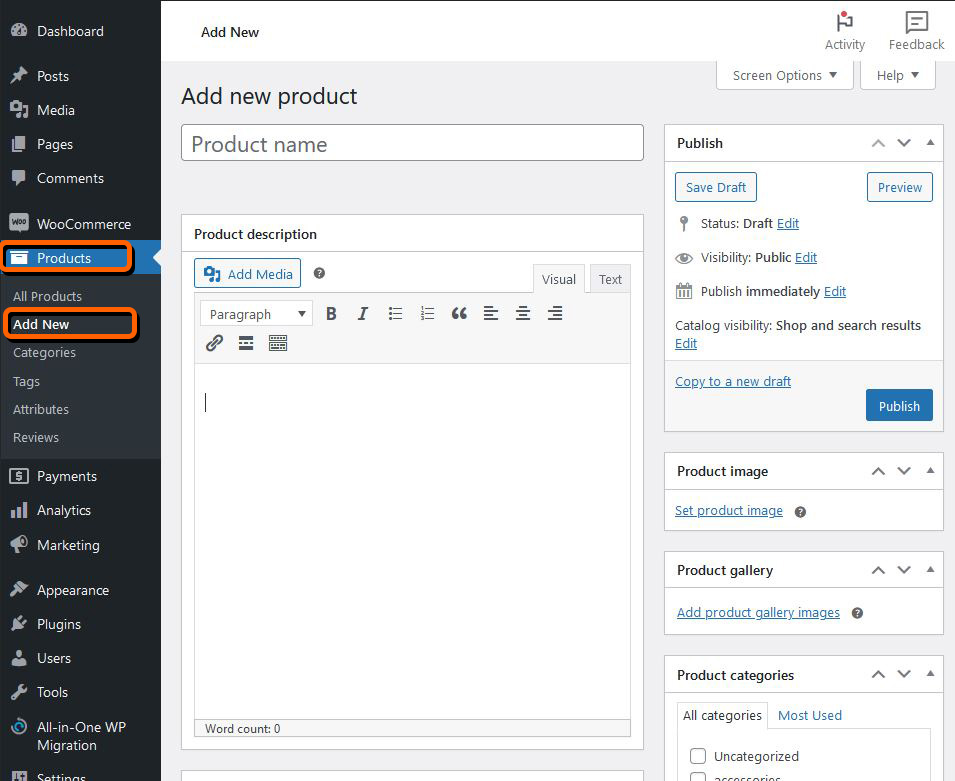 Dashboard
Posts
Media
Pages
Comments
WOO
WooCommerce
Products
All Products
Add New
Categories
Tags
Attributes
Reviews
Payments
Analytics
Marketing
Appearance
Plugins
Users
Tools
All-in-One WP
Migration
Settings
Add New
Activity
Feedback
Screen Options ▼
Help ▼
Add new product
Product name
Product description
Add Media
Visual
Text
Paragraph
B I
Word count: 0
Publish
Save Draft
Preview
Status: Draft Edit
Visibility: Public Edit
Publish immediately Edit
Catalog visibility: Shop and search results
Edit
Copy to a new draft
Publish
Product image
Set product image ?
Product gallery
Add product gallery images ?
Product categories
All categories
Most Used
Uncategorized
accessories